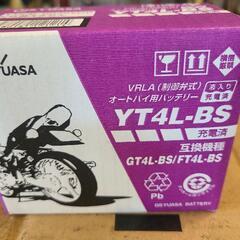 GS YUASA
VRLA（制御弁式）
オートバイ用バッテリー
液入り
充電済
YT4L-BS
充電済
互換機種
GT4L-BS/FT4L-BS
Pb
GS YUASA BATTERY